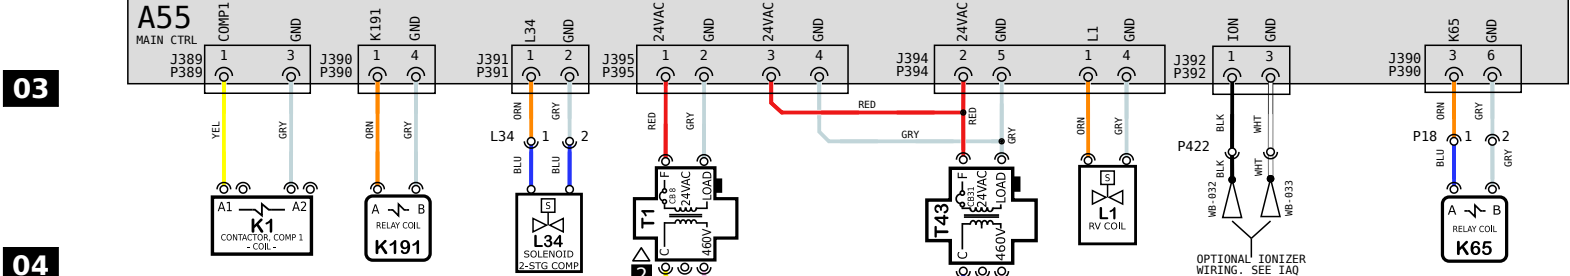 A55
MAIN CTRL
COMP1
GND
K191
GND
L34
GND
24VAC
GND
24VAC
GND
24VAC
GND
L1
GND
ION
GND
K65
GND
J389
P389
1
3
J390
P390
1
4
J391
P391
1
2
J395
P395
1
2
3
4
J394
P394
2
5
1
4
J392
P392
1
3
J390
P390
3
6
03
YEL
GRY
ORN
GRY
ORN
GRY
RED
GRY
RED
GRY
RED
GRY
ORN
GRY
BLK
WHT
ORN
GRY
L34
1
2
BLU
BLU
P422
BLK
WHT
P18
1
2
BLU
GRY
A1
A2
K1
CONTACTOR, COMP 1
- COIL -
A
B
RELAY COIL
K191
S
L34
SOLENOID
2-STG COMP
T1
F
CB8
24VAC
LOAD
C
460V
2
T43
F
CB31
24VAC
LOAD
C
460V
S
L1
RV COIL
WB-032
WB-033
OPTIONAL IONIZER
WIRING. SEE IAQ
A
B
RELAY COIL
K65
04